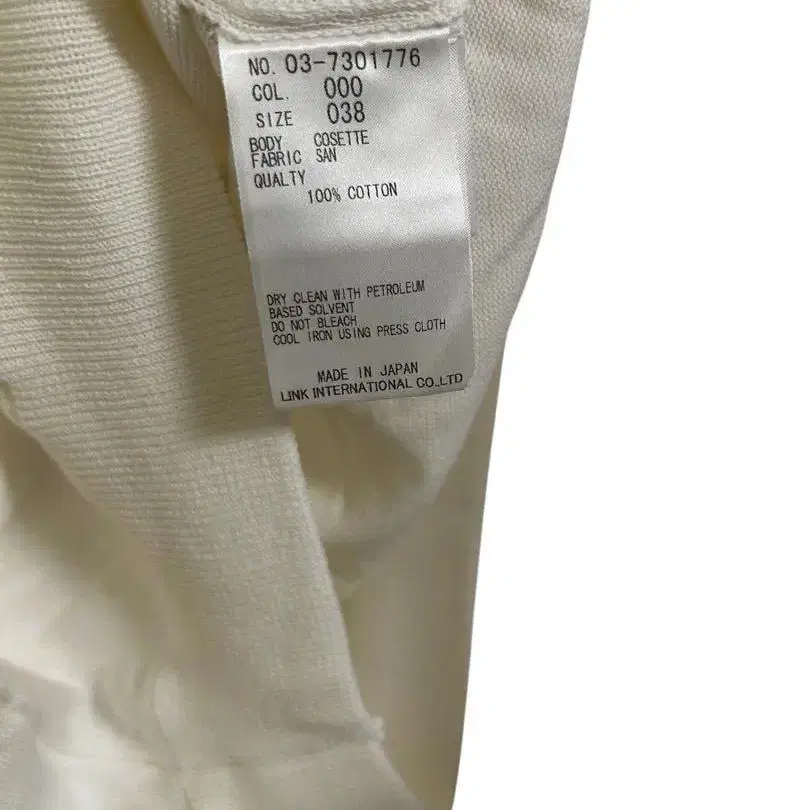 NO. 03-7301776
COL. 000
SIZE 038
BODY COSETTE
FABRIC SAN
QUALTY
100% COTTON
DRY CLEAN WITH PETROLEUM
BASED SOLVENT
DO NOT BLEACH
COOL IRON USING PRESS CLOTH
MADE IN JAPAN
LINK INTERNATIONAL CO.,LTD